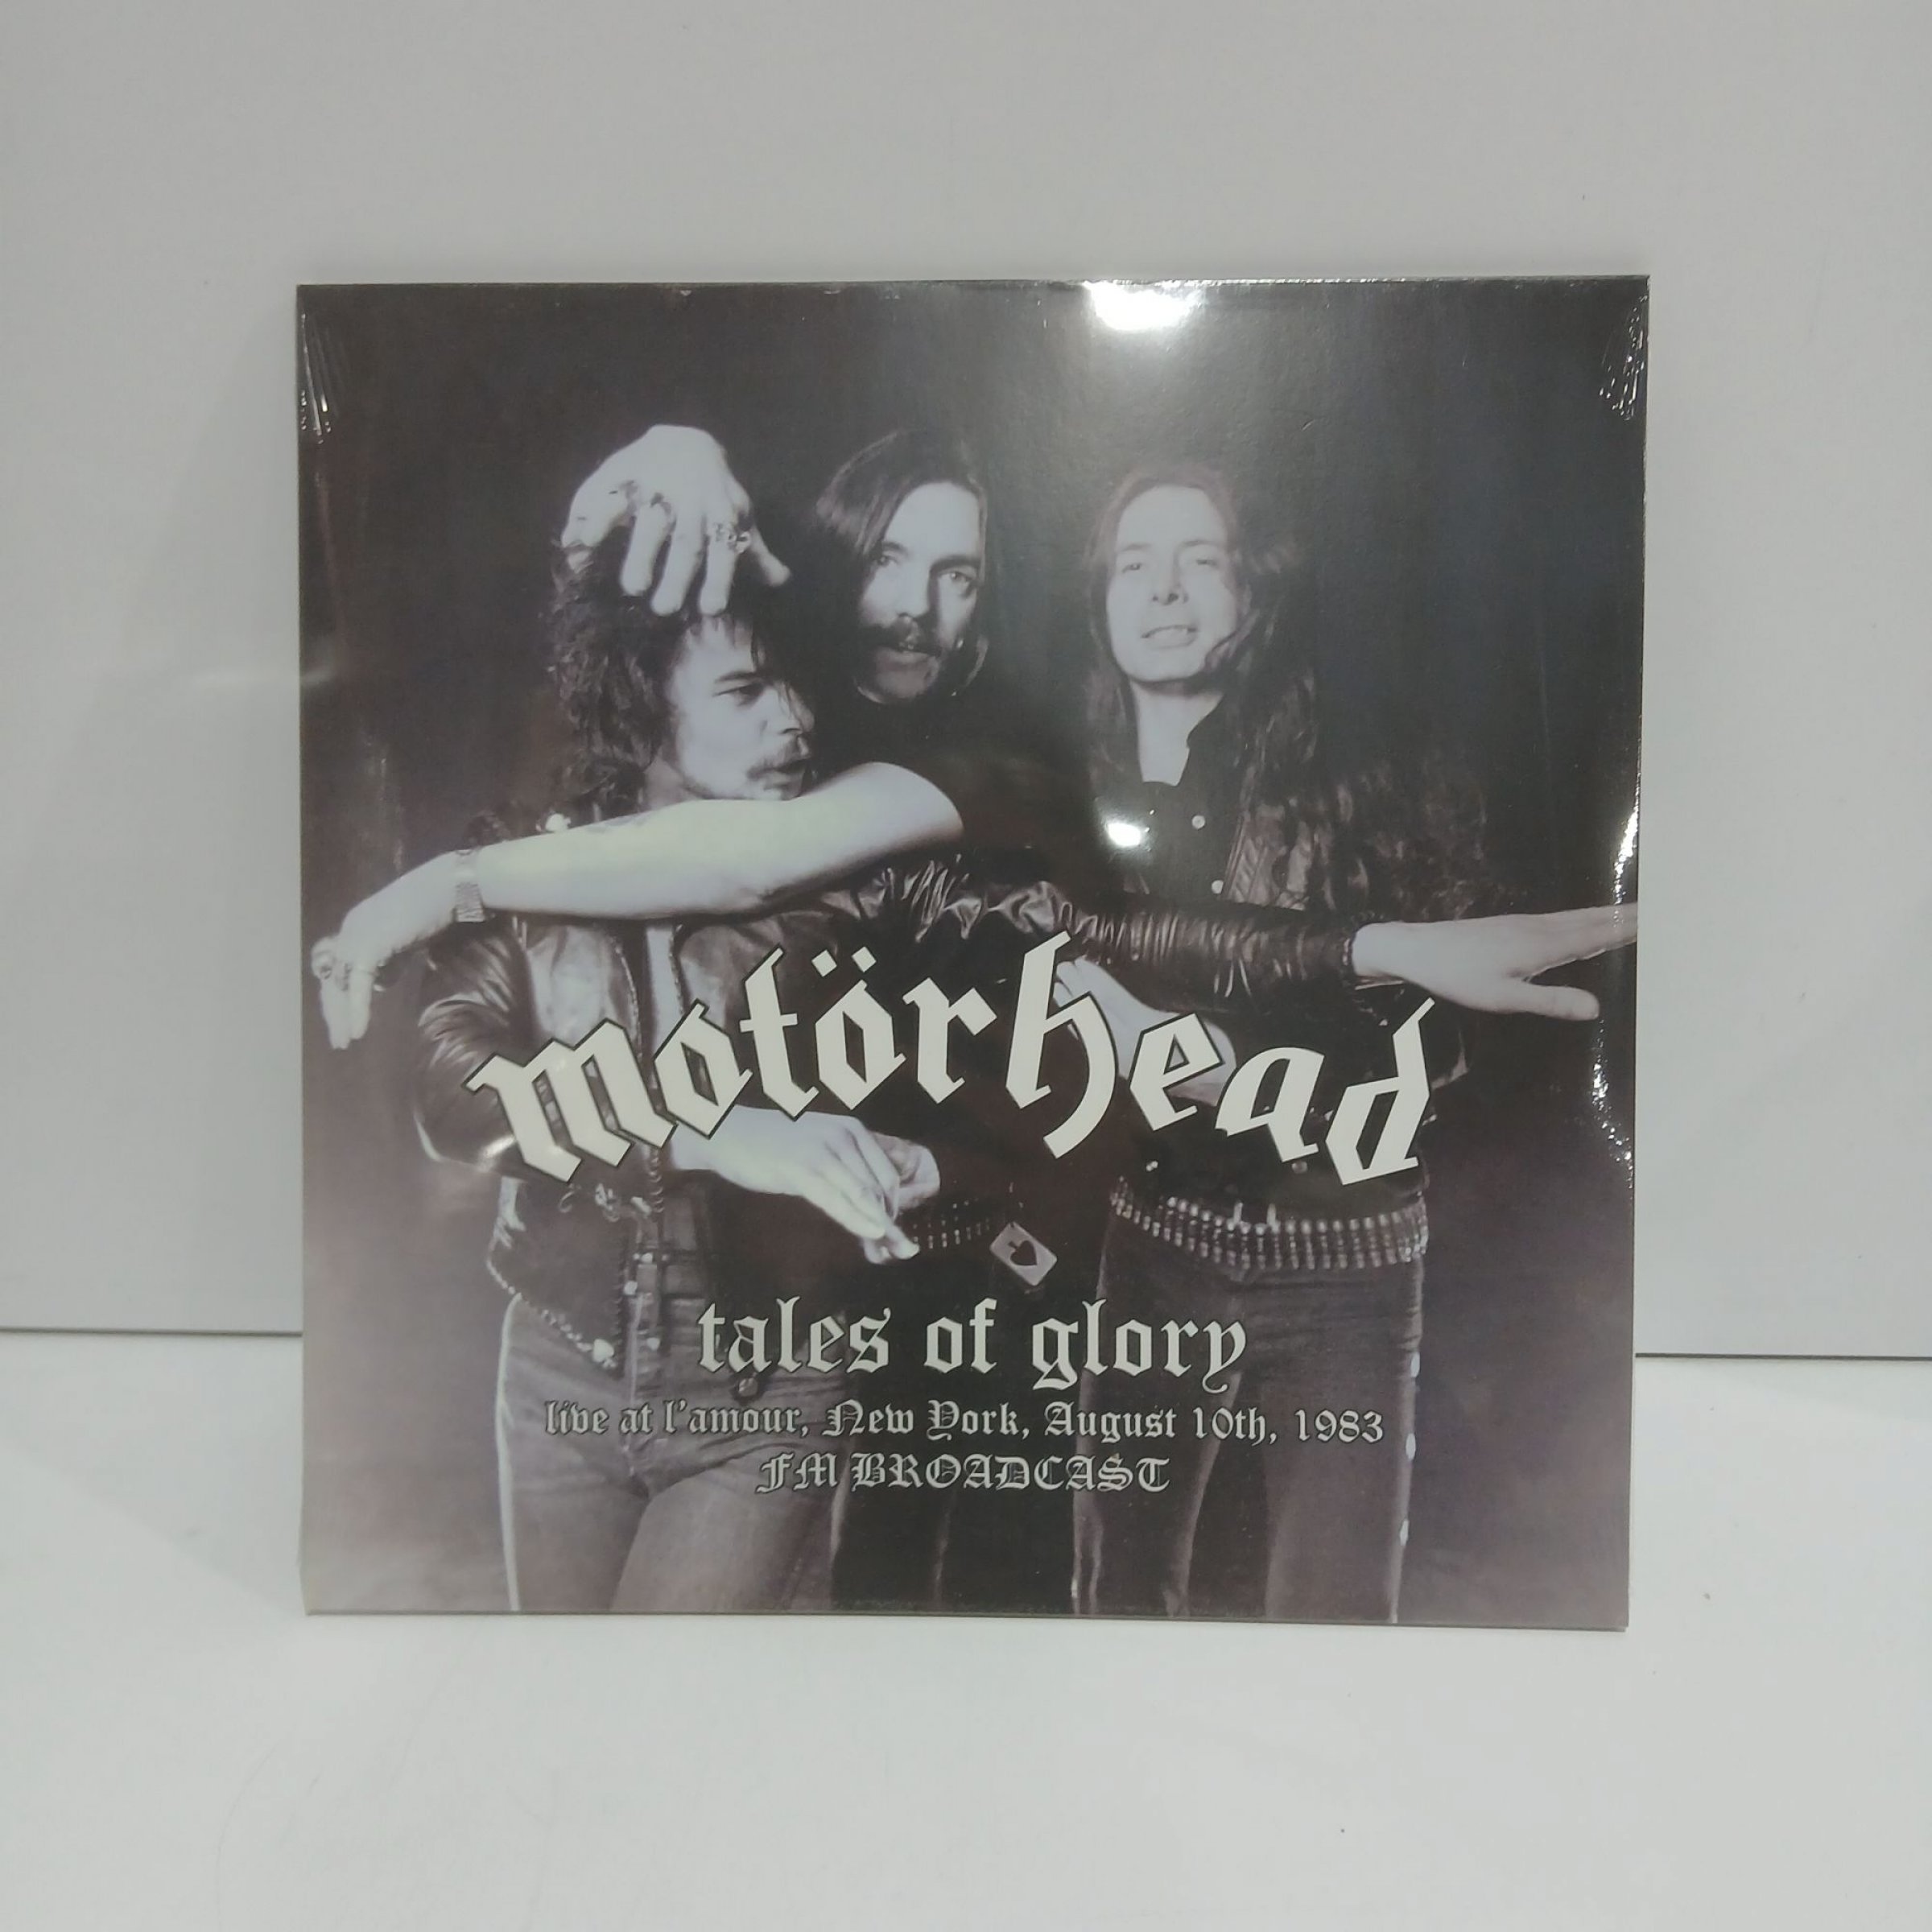 motörhead
tales of glory
live at l'amour, New York, August 10th, 1983
FM BROADCAST